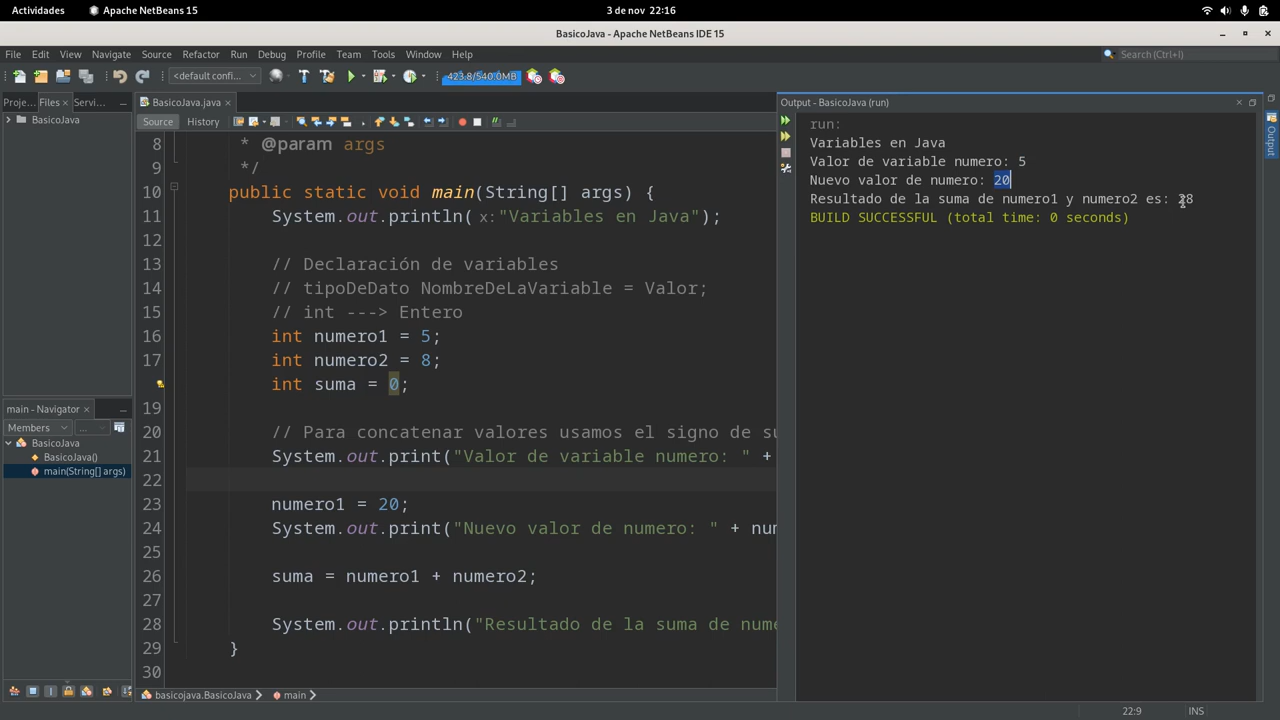 Actividades Apache NetBeans 15 3 de nov 22:16
BasicoJava - Apache NetBeans IDE 15
File Edit View Navigate Source Refactor Run Debug Profile Team Tools Window Help Search (Ctrl+I)
<default confi... 423.8/540.0MB
Proje... Files Servi... BasicoJava.java Output - BasicoJava (run)
BasicoJava
Source History
8 * @param args
9 */
10 public static void main(String[] args) {
11 System.out.println( x: "Variables en Java");
12
13 // Declaración de variables
14 // tipoDeDato NombreDeLaVariable = Valor;
15 // int ---> Entero
16 int numero1 = 5;
17 int numero2 = 8;
int suma = 0;
19
20 // Para concatenar valores usamos el signo de su
21 System.out.print("Valor de variable numero: " +
22
23 numero1 = 20;
24 System.out.print("Nuevo valor de numero: " + num
25
26 suma = numero1 + numero2;
27
28 System.out.println("Resultado de la suma de nume
29 }
30
run:
Variables en Java
Valor de variable numero: 5
Nuevo valor de numero: 20
Resultado de la suma de numero1 y numero2 es: 28
BUILD SUCCESSFUL (total time: 0 seconds)
Output
main - Navigator
Members ...
BasicoJava
BasicoJava()
main(String[] args)
basicojava.BasicoJava main
22:9 INS